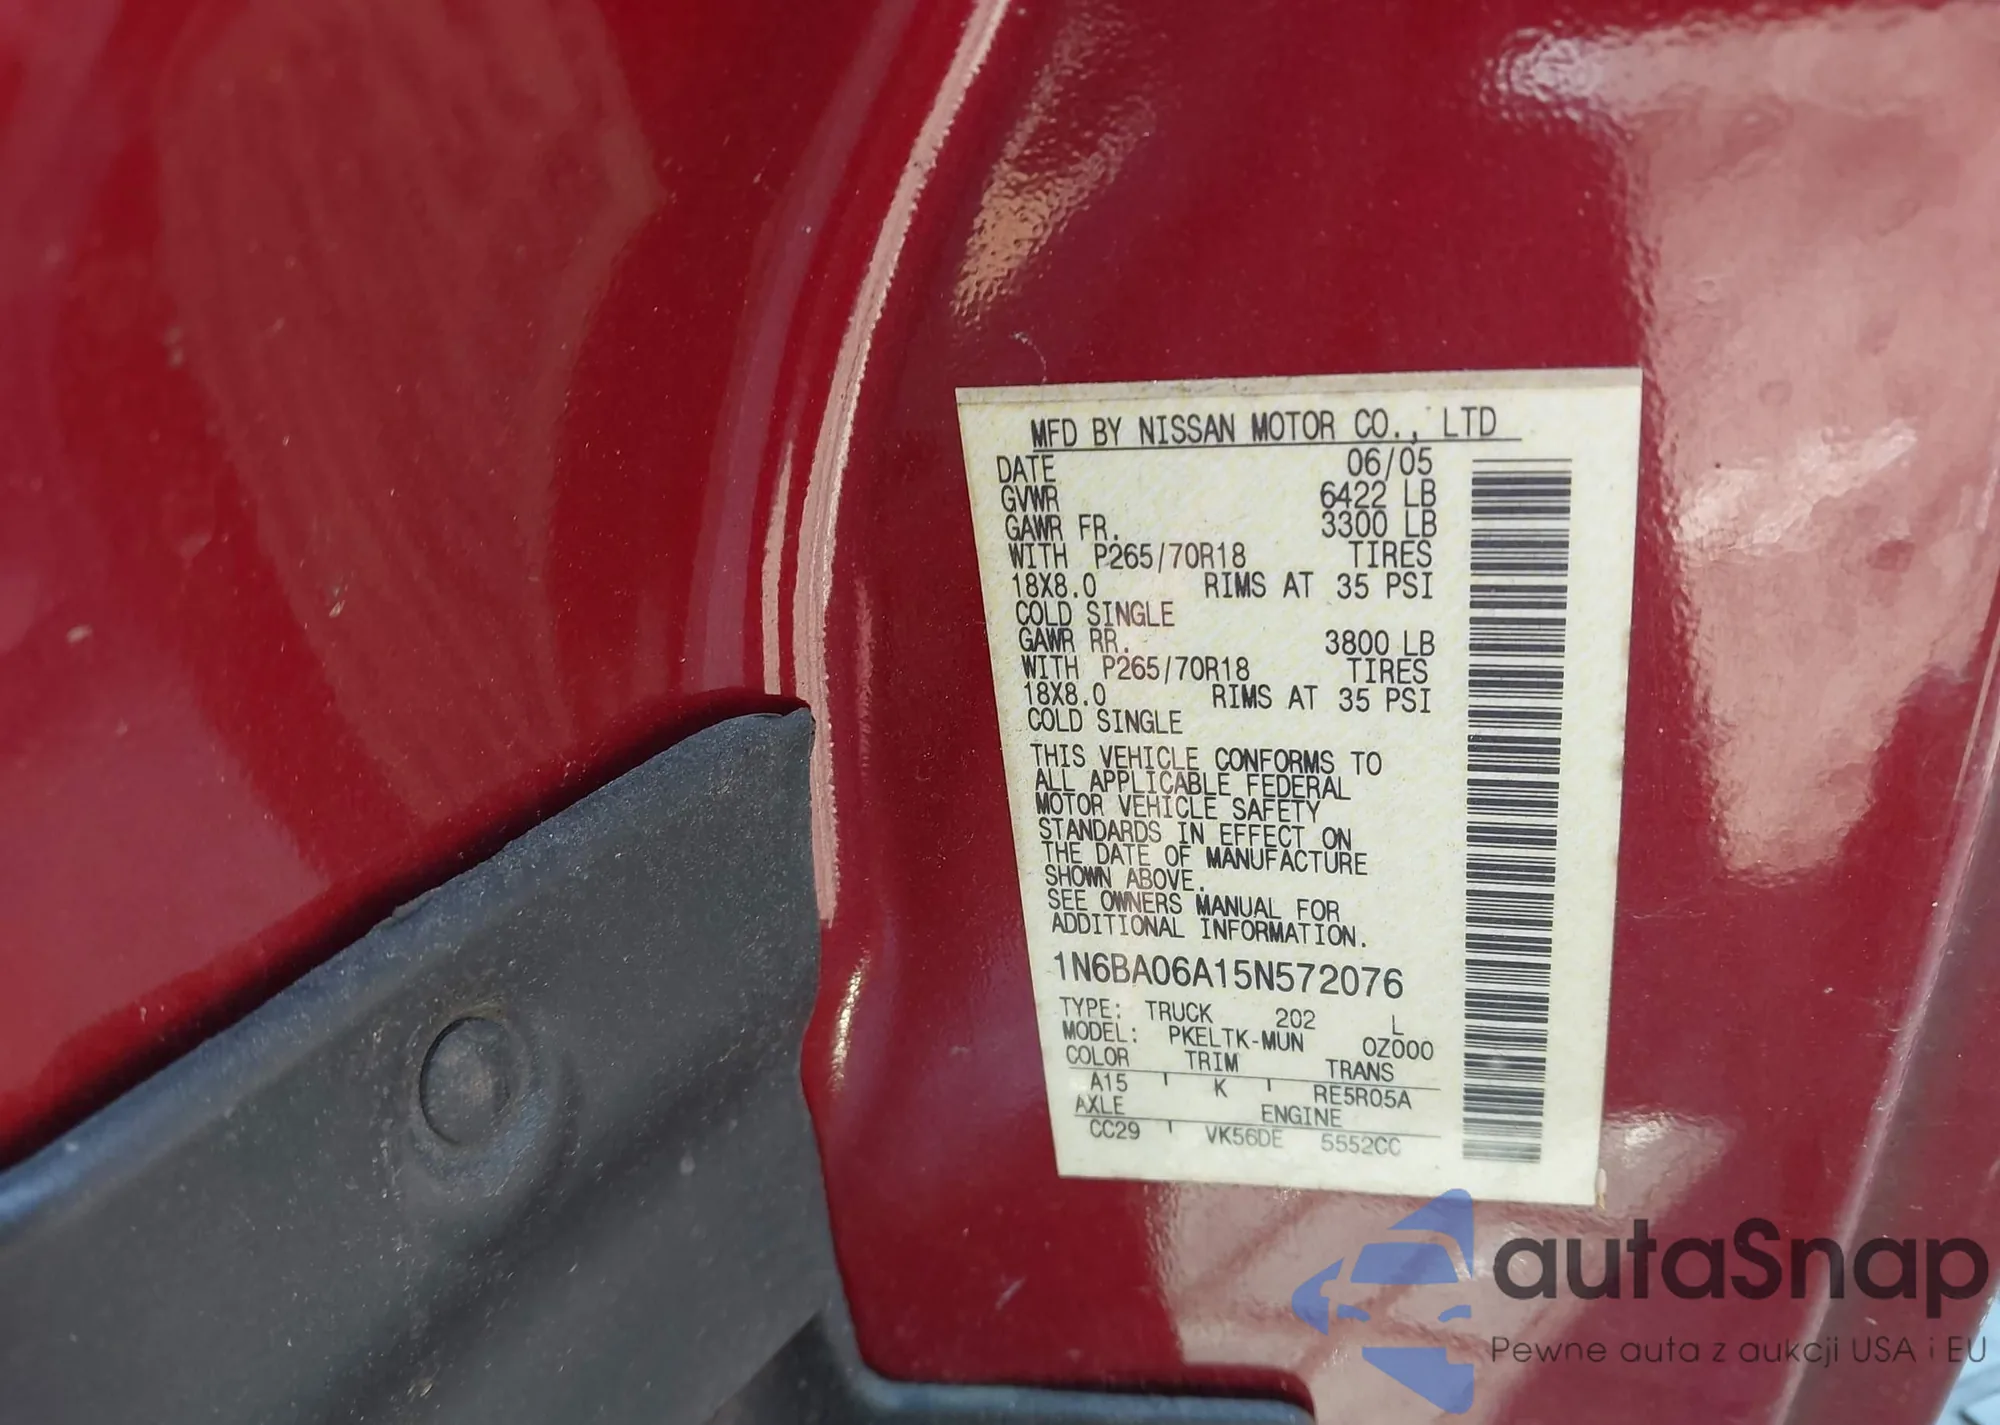 MFD BY NISSAN MOTOR CO., LTD
DATE 06/05
GVWR 6422 LB
GAWR FR. 3300 LB
WITH P265/70R18 TIRES
18X8.0 RIMS AT 35 PSI
COLD SINGLE
GAWR RR. 3800 LB
WITH P265/70R18 TIRES
18X8.0 RIMS AT 35 PSI
COLD SINGLE
THIS VEHICLE CONFORMS TO
ALL APPLICABLE FEDERAL
MOTOR VEHICLE SAFETY
STANDARDS IN EFFECT ON
THE DATE OF MANUFACTURE
SHOWN ABOVE.
SEE OWNERS MANUAL FOR
ADDITIONAL INFORMATION.
1N6BA06A15N572076
TYPE: TRUCK 202 L
MODEL: PKELTK-MUN 0Z000
COLOR TRIM TRANS
A15 K RE5R05A
AXLE ENGINE
CC29 VK56DE 5552CC
autaSnap
Pewne auta z aukcji USA i EU